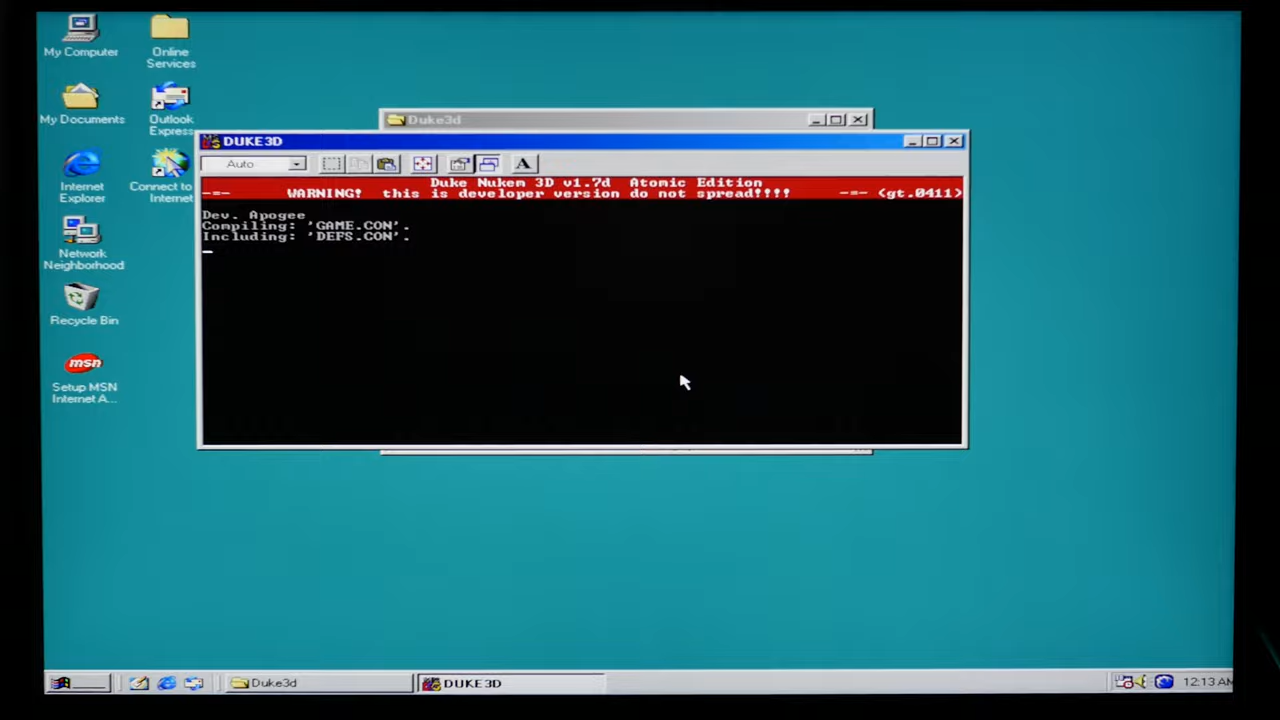 My Computer
Online
Services
My Documents
Outlook
Express
Internet
Explorer
Connect to
Internet
Network
Neighborhood
Recycle Bin
msn
Setup MSN
Internet A...
Duke3d
DUKE3D
Auto
A
Duke Nukem 3D v1.7d Atomic Edition
-=- WARNING! this is developer version do not spread!!!! -=- (gt.0411)
Dev. Apogee
Compiling: 'GAME.CON'.
Including: 'DEFS.CON'.
Duke3d
DUKE3D
12:13 AM